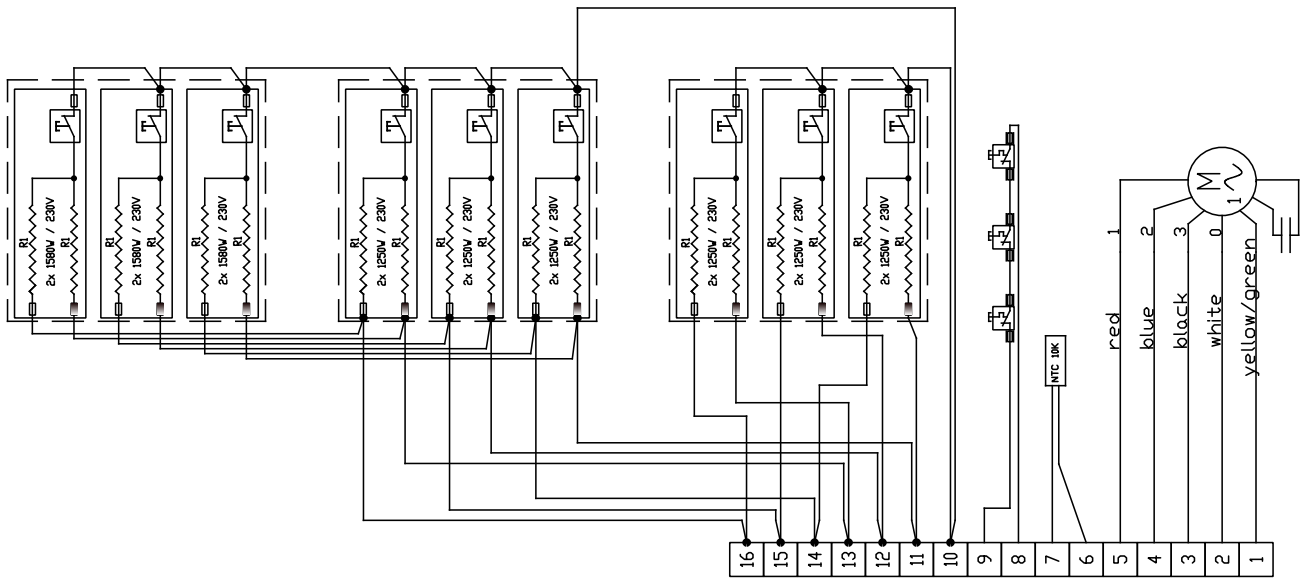 R1
2x 1580W / 230V
R1
R1
2x 1580W / 230V
R1
R1
2x 1580W / 230V
R1
R1
2x 1250W / 230V
R1
R1
2x 1250W / 230V
R1
R1
2x 1250W / 230V
R1
R1
2x 1250W / 230V
R1
R1
2x 1250W / 230V
R1
R1
2x 1250W / 230V
R1
M
1
1
2
3
0
red
blue
black
white
yellow/green
NTC 10K
16
15
14
13
12
11
10
9
8
7
6
5
4
3
2
1